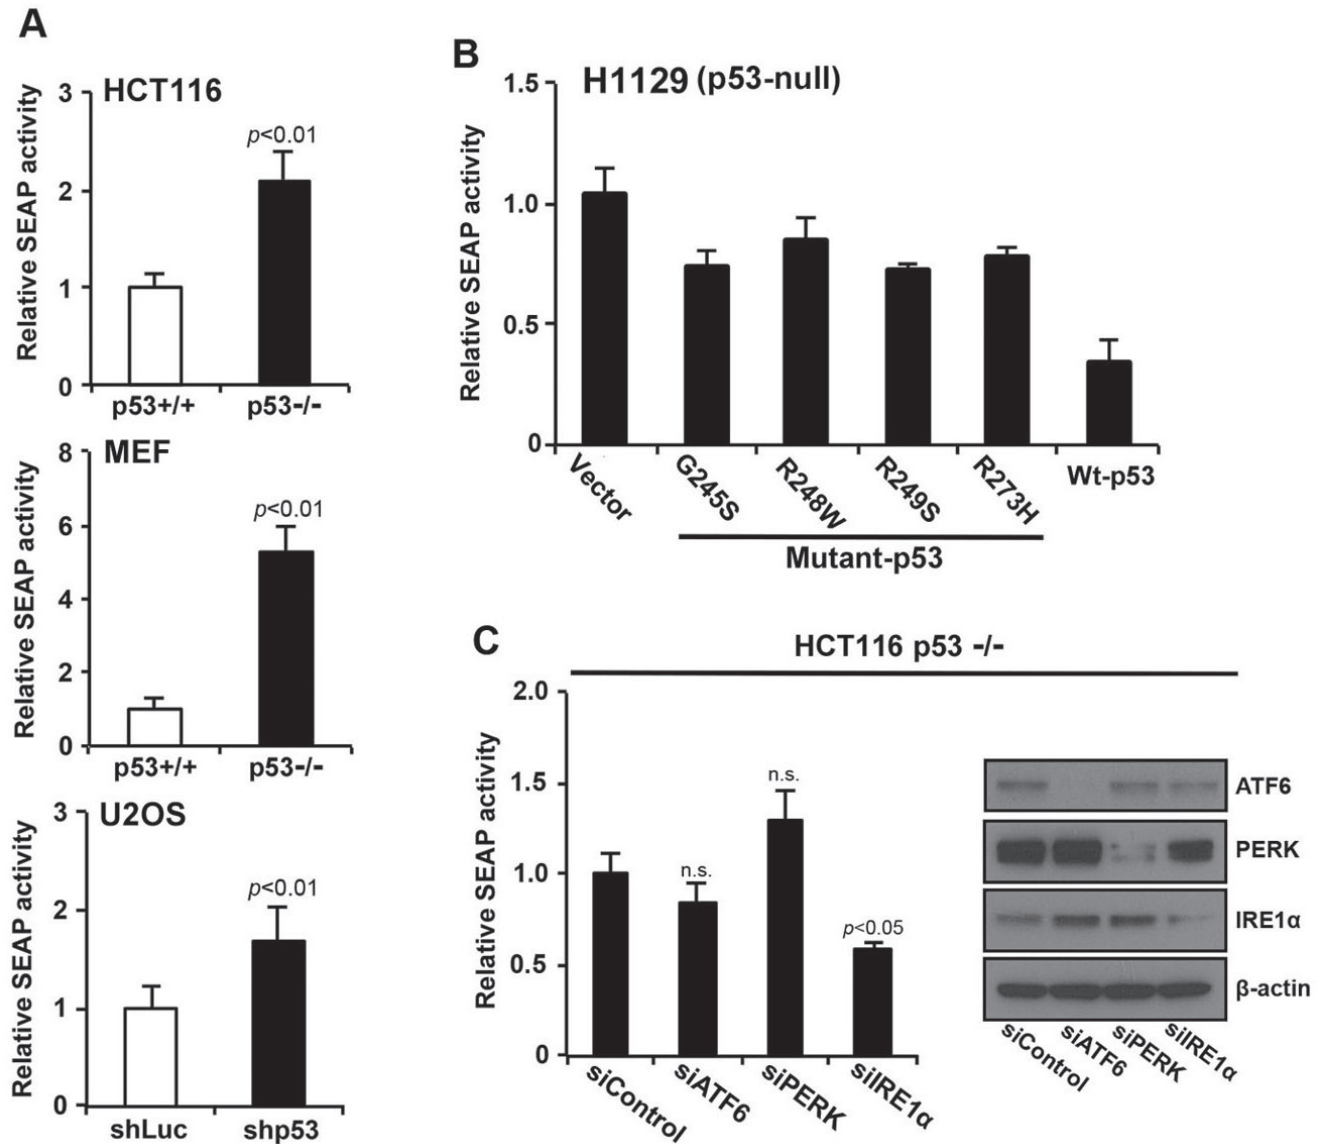 A
HCT116
Relative SEAP activity
3
2
1
0
p<0.01
p53+/+
p53-/-
MEF
Relative SEAP activity
8
6
4
2
0
p<0.01
p53+/+
p53-/-
U2OS
Relative SEAP activity
3
2
1
0
p<0.01
shLuc
shp53
B
H1129 (p53-null)
Relative SEAP activity
1.5
1.0
0.5
0
Vector
G245S
R248W
R249S
R273H
Wt-p53
Mutant-p53
C
HCT116 p53 -/-
Relative SEAP activity
2.0
1.5
1.0
0.5
0
n.s.
n.s.
p<0.05
siControl
siATF6
siPERK
siIRE1α
ATF6
PERK
IRE1α
β-actin
siControl
siATF6
siPERK
siIRE1α